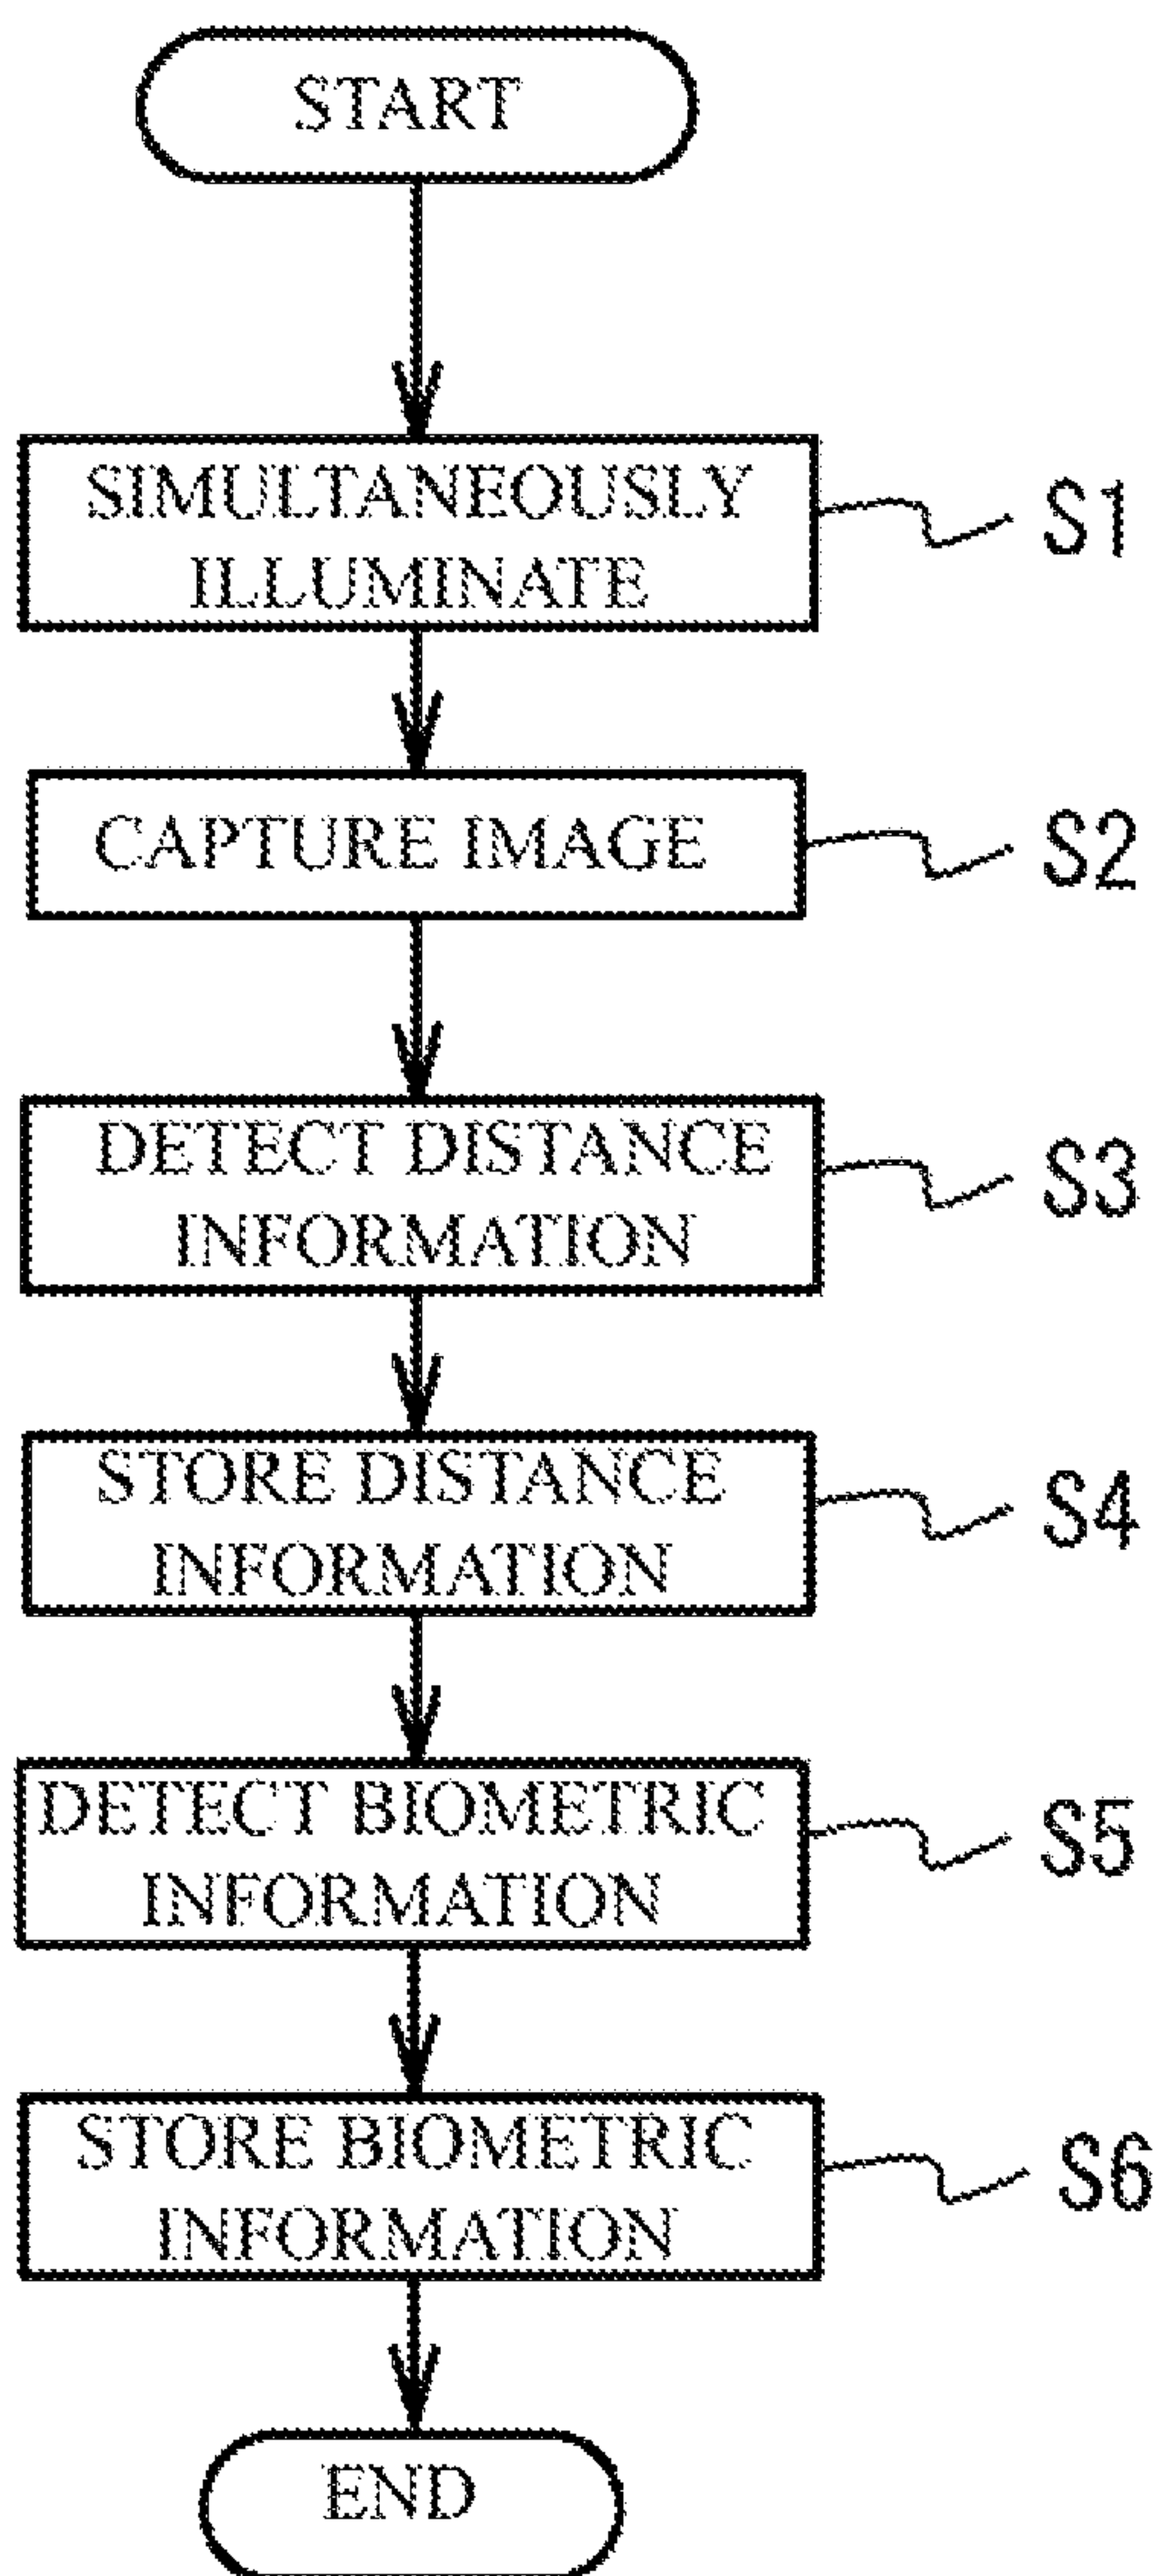 START
SIMULTANEOUSLY
ILLUMINATE
S1
CAPTURE IMAGE
S2
DETECT DISTANCE
INFORMATION
S3
STORE DISTANCE
INFORMATION
S4
DETECT BIOMETRIC
INFORMATION
S5
STORE BIOMETRIC
INFORMATION
S6
END